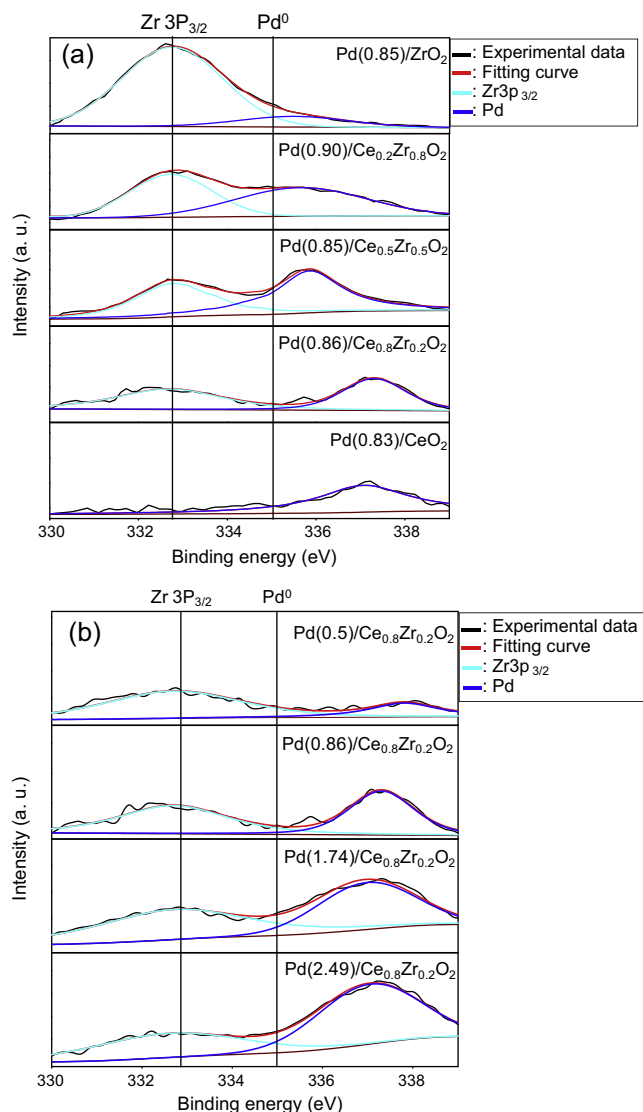 Zr 3P₃/₂ Pd⁰
(a)
Pd(0.85)/ZrO₂
: Experimental data
: Fitting curve
: Zr3p ₃/₂
: Pd
Pd(0.90)/Ce₀.₂Zr₀.₈O₂
Pd(0.85)/Ce₀.₅Zr₀.₅O₂
Pd(0.86)/Ce₀.₈Zr₀.₂O₂
Pd(0.83)/CeO₂
Intensity (a. u.)
330 332 334 336 338
Binding energy (eV)
Zr 3P₃/₂ Pd⁰
(b)
Pd(0.5)/Ce₀.₈Zr₀.₂O₂
: Experimental data
: Fitting curve
: Zr3p ₃/₂
: Pd
Pd(0.86)/Ce₀.₈Zr₀.₂O₂
Pd(1.74)/Ce₀.₈Zr₀.₂O₂
Pd(2.49)/Ce₀.₈Zr₀.₂O₂
Intensity (a. u.)
330 332 334 336 338
Binding energy (eV)